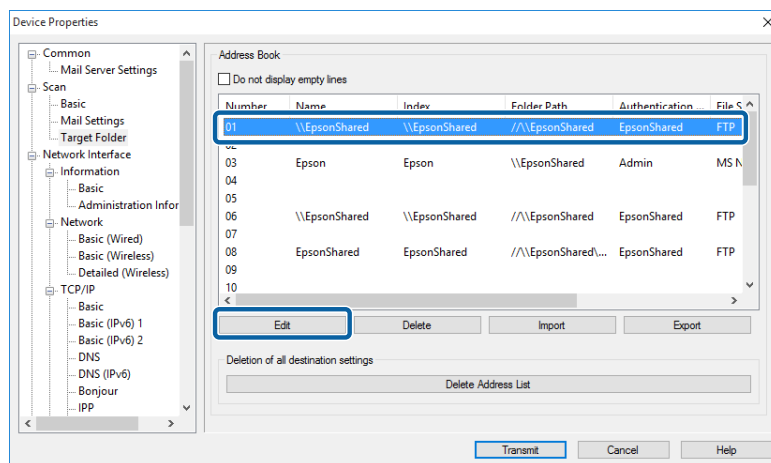 Device Properties
Common
Mail Server Settings
Scan
Basic
Mail Settings
Target Folder
Network Interface
Information
Basic
Administration Infor
Network
Basic (Wired)
Basic (Wireless)
Detailed (Wireless)
TCP/IP
Basic
Basic (IPv6) 1
Basic (IPv6) 2
DNS
DNS (IPv6)
Bonjour
IPP
Address Book
Do not display empty lines
Number Name Index Folder Path Authentication ... File S
01 \\EpsonShared \\EpsonShared //\\EpsonShared EpsonShared FTP
02
03 Epson Epson \\EpsonShared Admin MS N
04
05
06 \\EpsonShared \\EpsonShared //\\EpsonShared EpsonShared FTP
07
08 EpsonShared EpsonShared //\\EpsonShared\... EpsonShared FTP
09
10
Edit Delete Import Export
Deletion of all destination settings
Delete Address List
Transmit Cancel Help